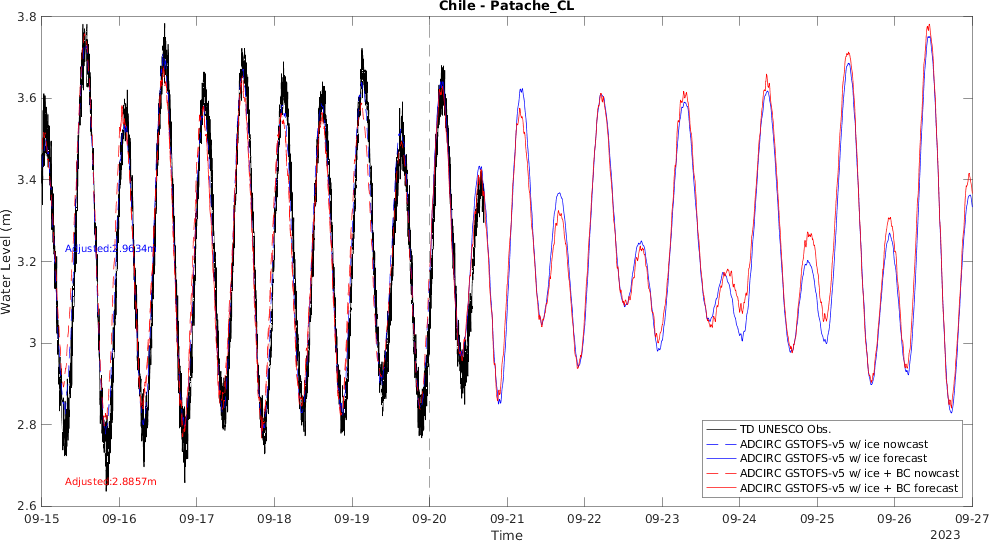 Chile - Patache_CL
Water Level (m)
3.8
3.6
3.4
3.2
3
2.8
2.6
Adjusted:2.9634m
Adjusted:2.8857m
TD UNESCO Obs.
ADCIRC GSTOFS-v5 w/ ice nowcast
ADCIRC GSTOFS-v5 w/ ice forecast
ADCIRC GSTOFS-v5 w/ ice + BC nowcast
ADCIRC GSTOFS-v5 w/ ice + BC forecast
09-15 09-16 09-17 09-18 09-19 09-20 09-21 09-22 09-23 09-24 09-25 09-26 09-27
Time
2023